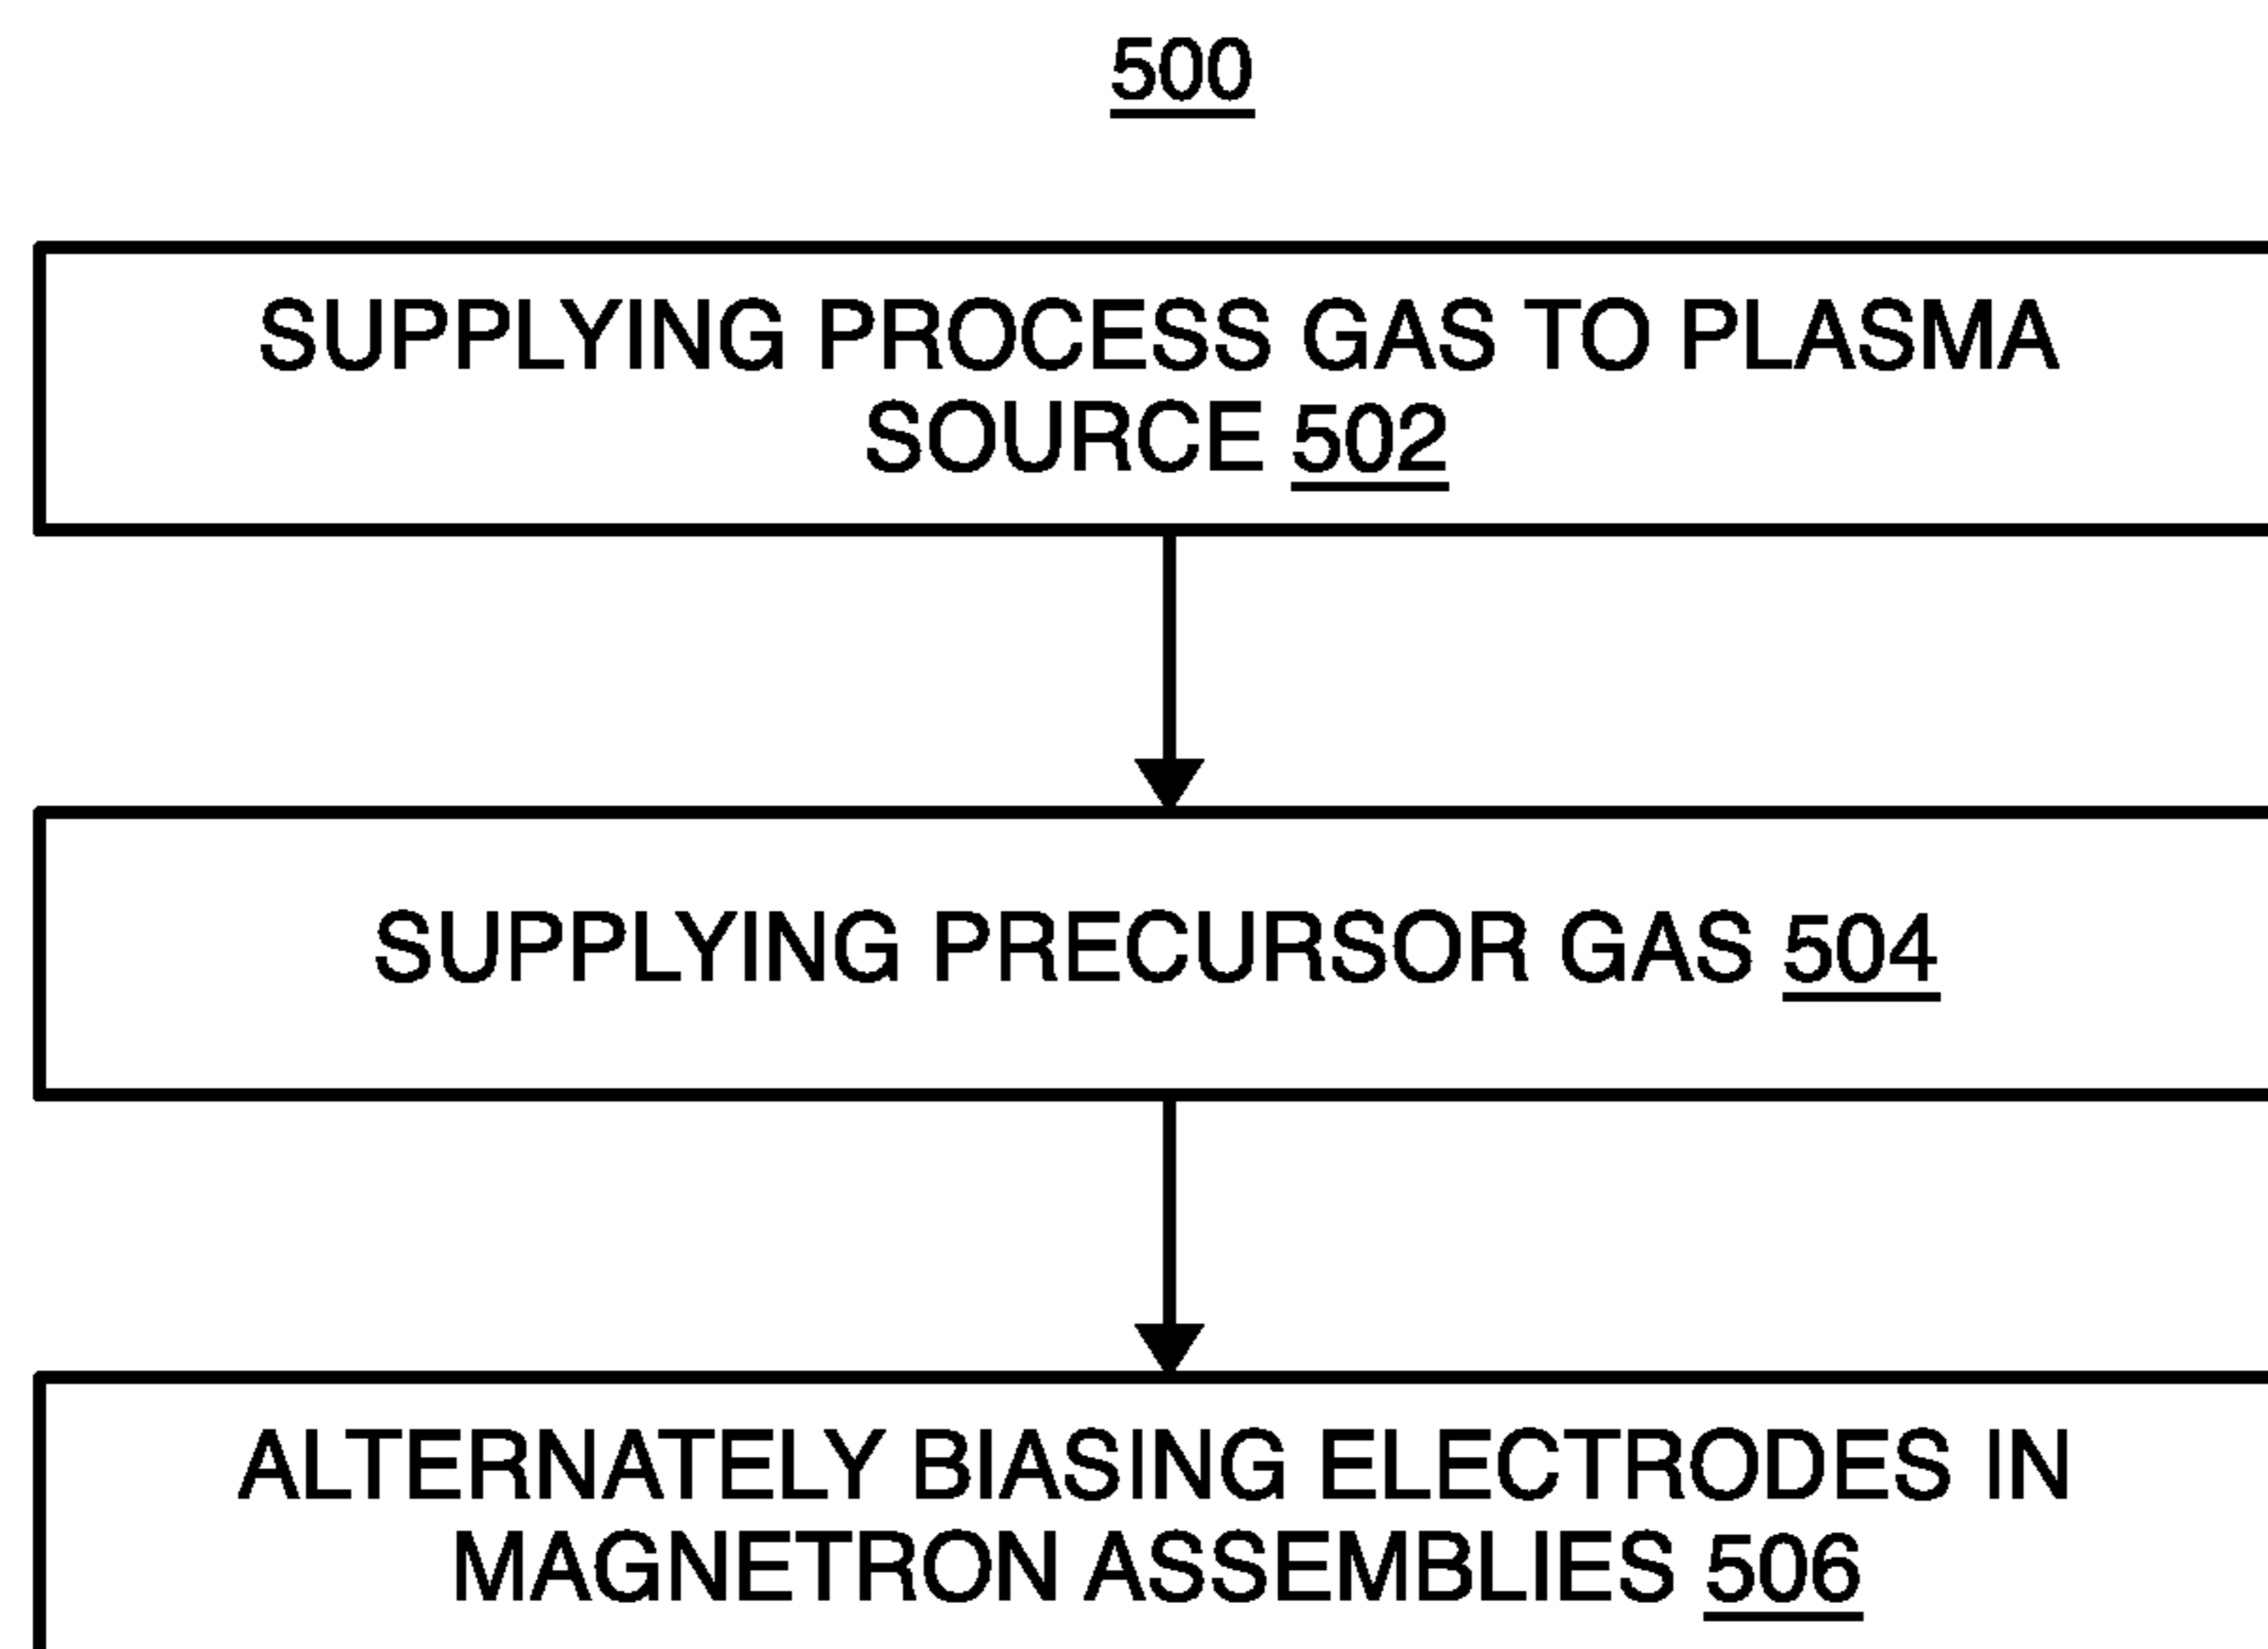 500
SUPPLYING PROCESS GAS TO PLASMA
SOURCE 502
SUPPLYING PRECURSOR GAS 504
ALTERNATELY BIASING ELECTRODES IN
MAGNETRON ASSEMBLIES 506